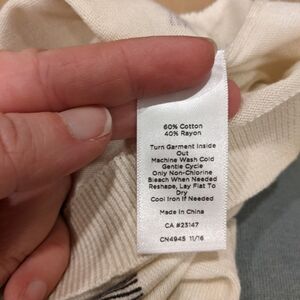 60% Cotton
40% Rayon
Turn Garment Inside
Out
Machine Wash Cold
Gentle Cycle
Only Non-Chlorine
Bleach When Needed
Reshape, Lay Flat To
Dry
Cool Iron If Needed
Made In China
CA #23147
CN4945 11/16